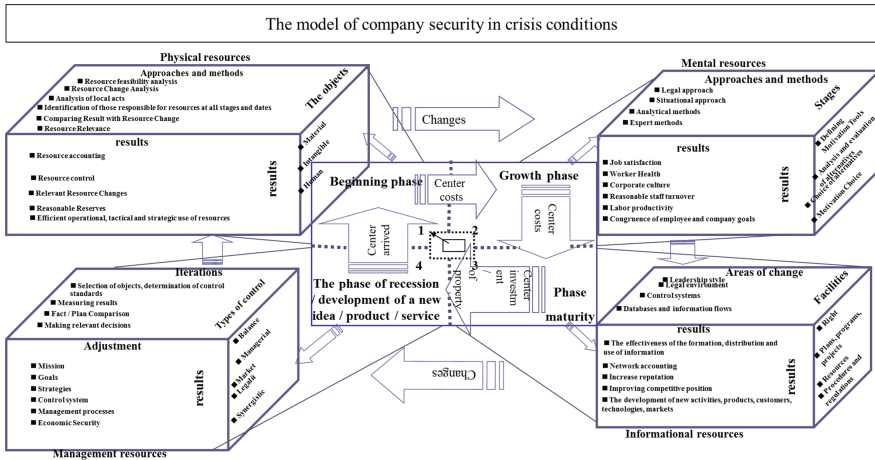 The model of company security in crisis conditions
Physical resources
Approaches and methods
■ Resource feasibility analysis
■ Resource Change Analysis
■ Analysis of local acts
■ Identification of those responsible for resources at all stages and dates
■ Comparing Result with Resource Change
■ Resource Relevance
The objects
■ Material
■ Intangible
■ Human
results
■ Resource accounting
■ Resource control
■ Relevant Resource Changes
■ Reasonable Reserves
■ Efficient operational, tactical and strategic use of resources
results
Changes
Mental resources
Approaches and methods
■ Legal approach
■ Situational approach
■ Analytical methods
■ Expert methods
Stages
■ Defining
Motivation Tools
■ Analysis and evaluation
of alternatives
■ Choice of alternatives
■ Motivation Choice
results
■ Job satisfaction
■ Worker Health
■ Corporate culture
■ Reasonable staff turnover
■ Labor productivity
■ Congruence of employee and company goals
results
Beginning phase
Center
costs
Growth phase
Center
costs
Center
arrived
1
2
3
4
The phase of recession
/ development of a new
idea / product / service
Center
investm
ent
/
of
property
Phase
maturity
Iterations
■ Selection of objects, determination of control
standards
■ Measuring results
■ Fact / Plan Comparison
■ Making relevant decisions
Types of control
■ Balance
■ Managerial
■ Market
■ Legalit
■ Synergistic
Adjustment
■ Mission
■ Goals
■ Strategies
■ Control system
■ Management processes
■ Economic Security
results
Management resources
Changes
Areas of change
■ Leadership style
■ Legal environment
■ Control systems
■ Databases and information flows
Facilities
■ Right
■ Plans, programs,
projects
■ Resources
■ Procedures and
regulations
results
■ The effectiveness of the formation, distribution and
use of information
■ Network accounting
■ Increase reputation
■ Improving competitive position
■ The development of new activities, products, customers,
technologies, markets
results
Informational resources